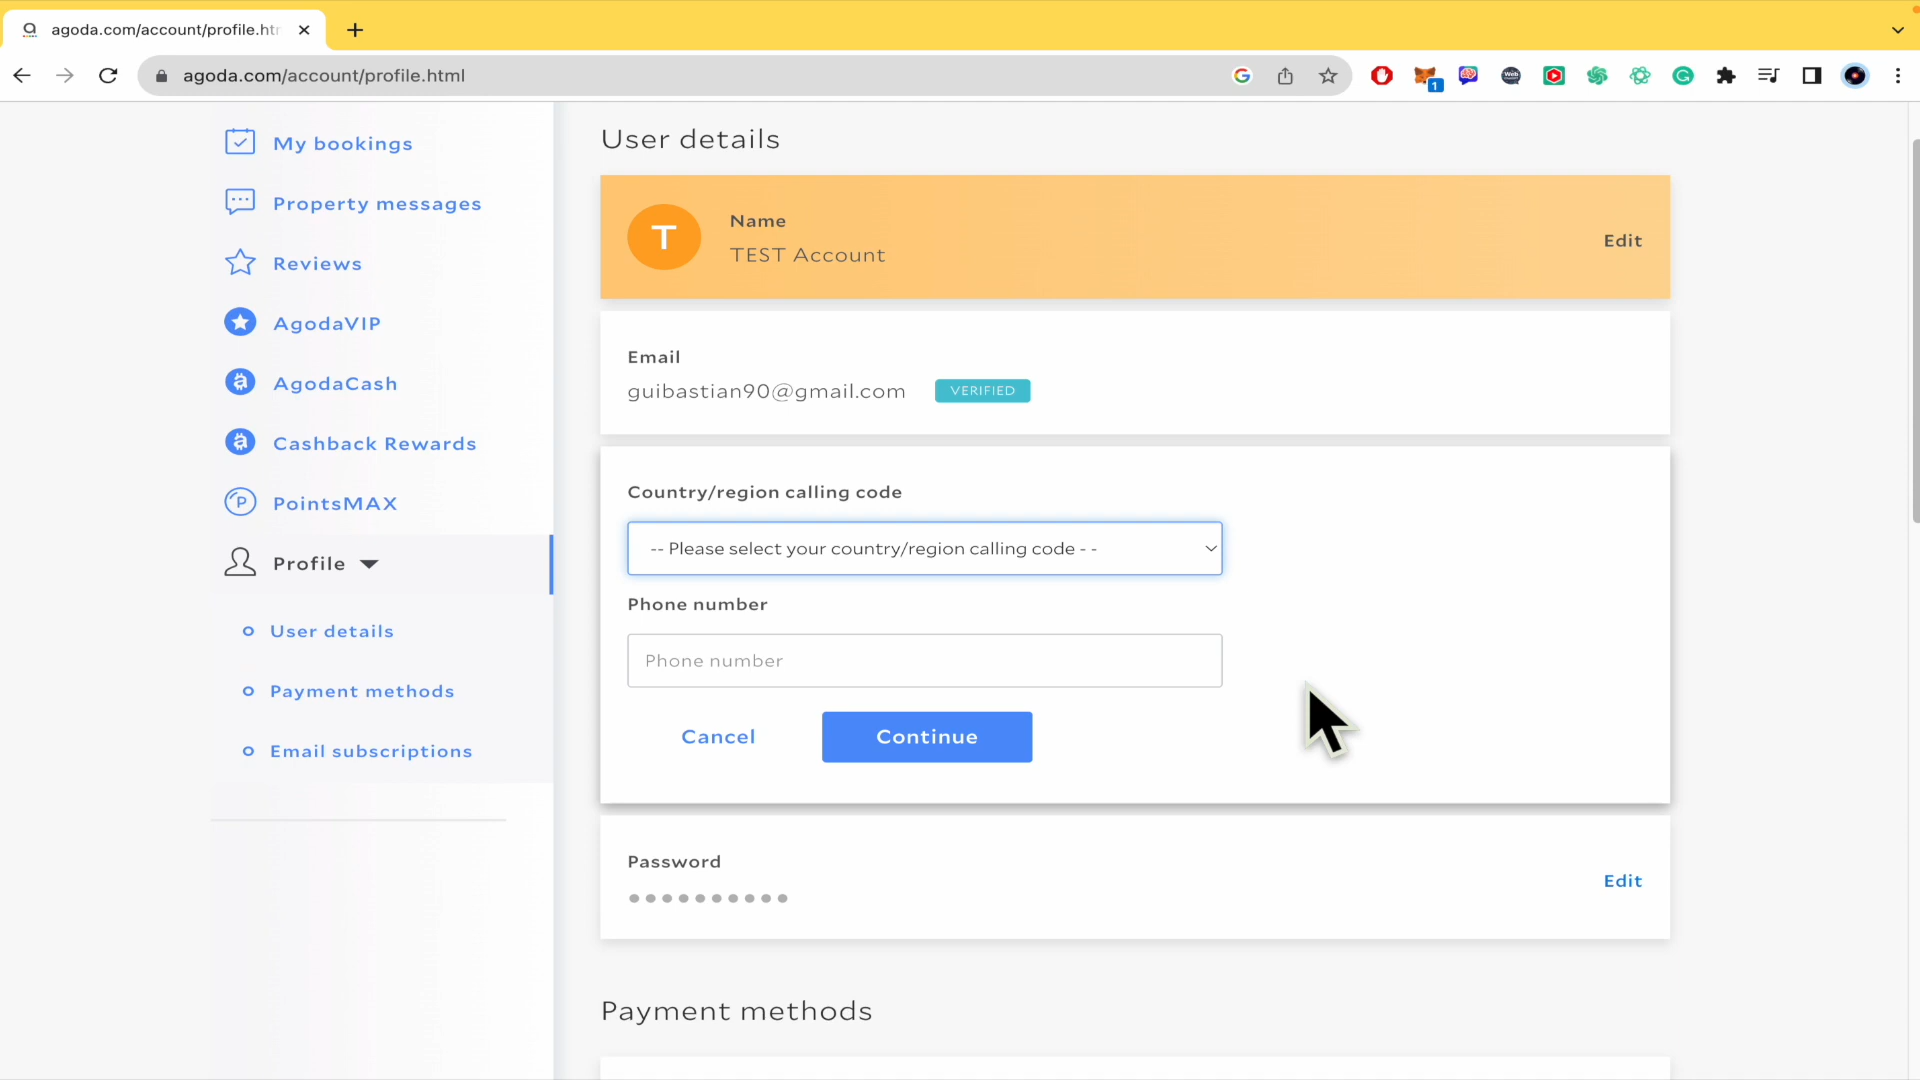 agoda.com/account/profile.htm
agoda.com/account/profile.html
1
My bookings
Property messages
Reviews
AgodaVIP
AgodaCash
Cashback Rewards
PointsMAX
Profile
User details
Payment methods
Email subscriptions
User details
T
Name
TEST Account
Edit
Email
guibastian90@gmail.com
VERIFIED
Country/region calling code
-- Please select your country/region calling code - -
Phone number
Phone number
Cancel
Continue
Password
Edit
Payment methods